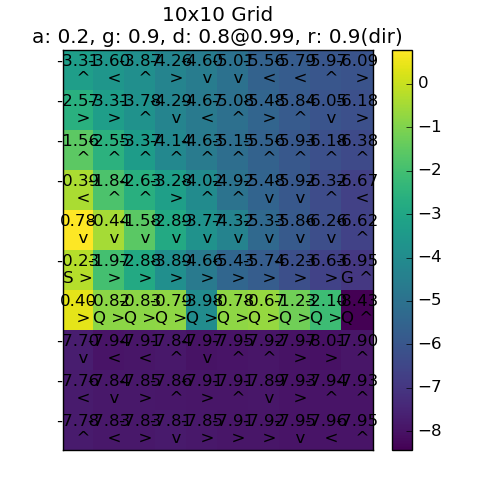 10x10 Grid
a: 0.2, g: 0.9, d: 0.8@0.99, r: 0.9(dir)
-3.31 -3.60 -3.87 -4.26 -4.60 -5.01 -5.56 -5.79 -5.97 -6.09
^ < ^ > v v < < ^ >
-2.57 -3.31 -3.78 -4.29 -4.67 -5.08 -5.48 -5.84 -6.05 -6.18
> > ^ v < ^ > ^ v >
-1.56 -2.55 -3.37 -4.14 -4.63 -5.15 -5.56 -5.93 -6.18 -6.38
^ ^ ^ ^ ^ ^ ^ ^ ^ ^
-0.39 -1.84 -2.63 -3.28 -4.02 -4.92 -5.48 -5.92 -6.32 -6.67
< ^ ^ > ^ ^ v v ^ <
0.78 -0.44 -1.58 -2.89 -3.77 -4.32 -5.33 -5.86 -6.26 -6.62
v v v v v v v v v ^
-0.23 -1.97 -2.88 -3.89 -4.66 -5.43 -5.74 -6.23 -6.63 -6.95
S > > > > > > > > > G ^
0.40 -0.82 -0.83 -0.79 -3.98 -0.78 -0.67 -1.23 -2.10 -8.43
> Q > Q > Q > Q > Q > Q > Q > Q > Q ^
-7.70 -7.94 -7.91 -7.84 -7.97 -7.95 -7.92 -7.97 -8.01 -7.90
v < < ^ v ^ ^ > > ^
-7.76 -7.84 -7.85 -7.86 -7.91 -7.91 -7.89 -7.93 -7.94 -7.93
< v > ^ > ^ v > ^ ^
-7.78 -7.83 -7.83 -7.81 -7.85 -7.91 -7.92 -7.95 -7.96 -7.95
^ < > v > > > v < ^
0
−1
−2
−3
−4
−5
−6
−7
−8